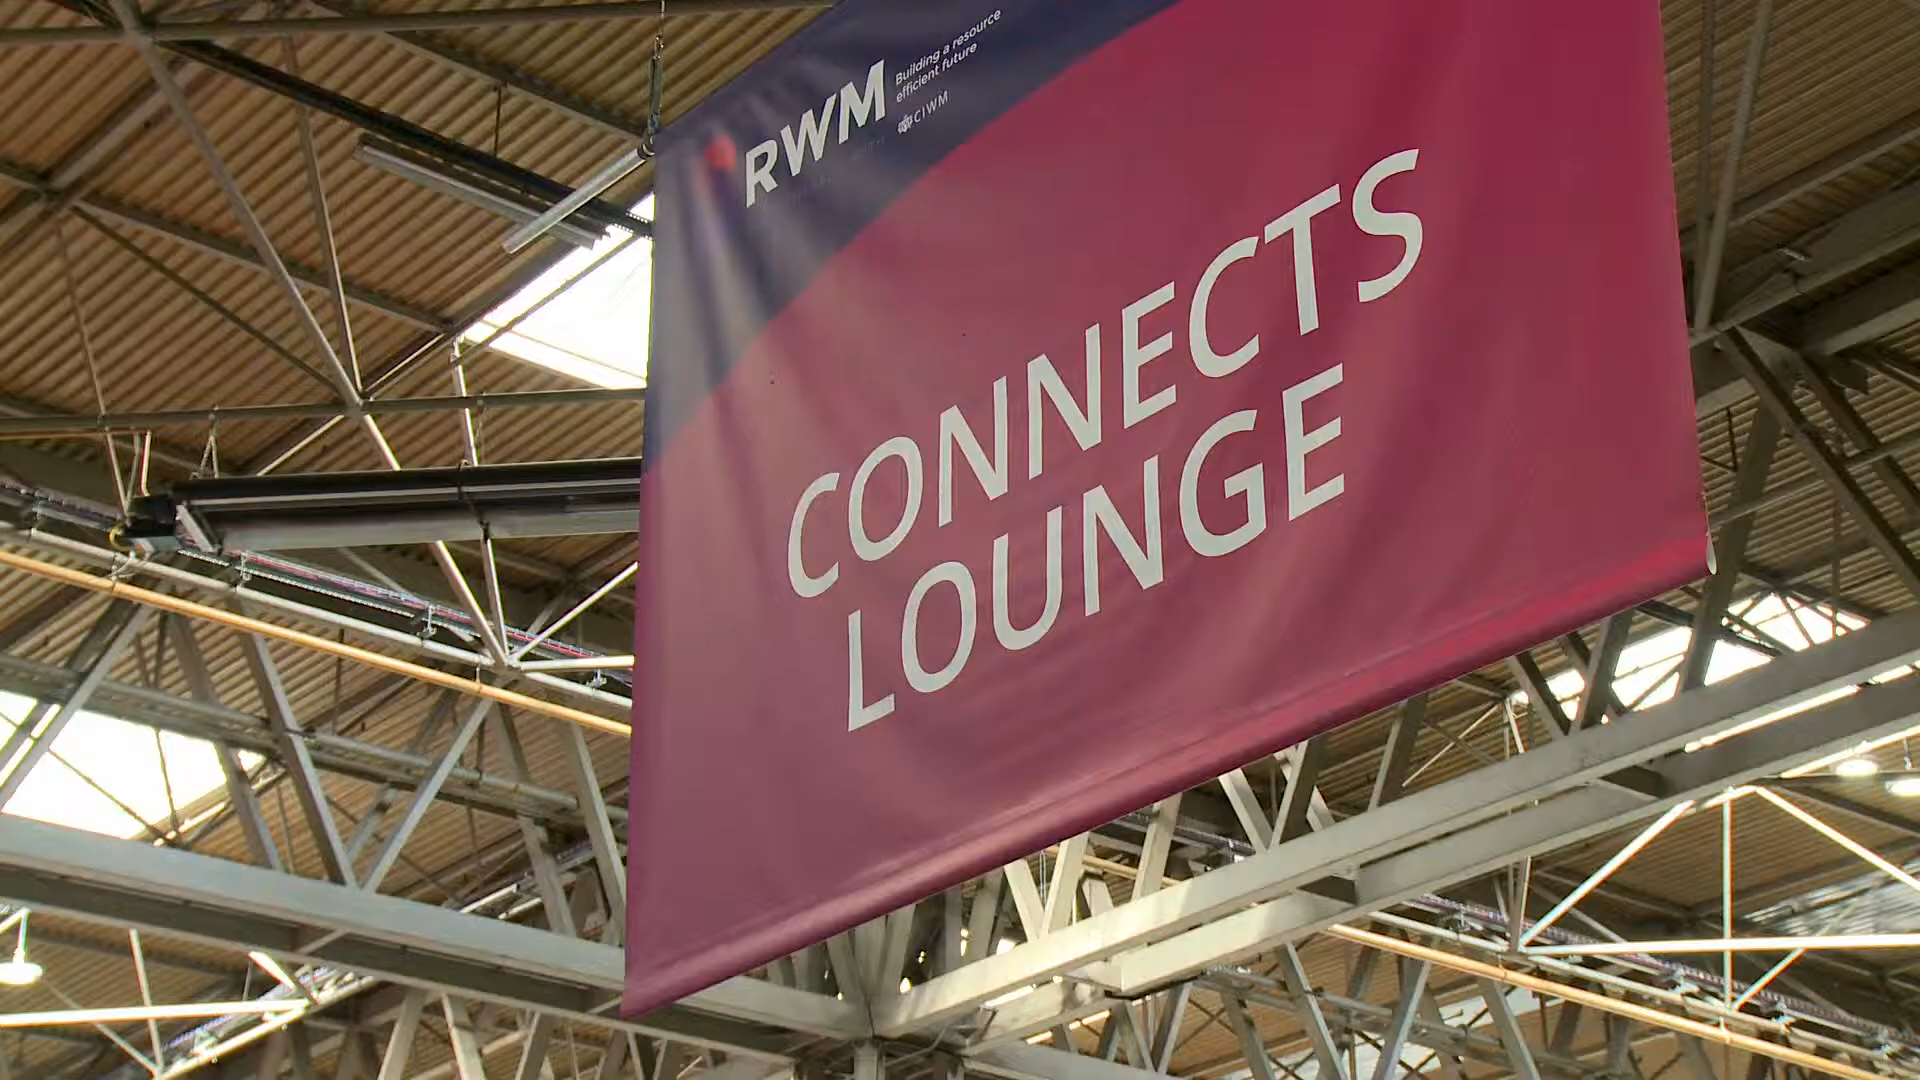 RWM
Building a resource
efficient future
CIWM
CONNECTS
LOUNGE